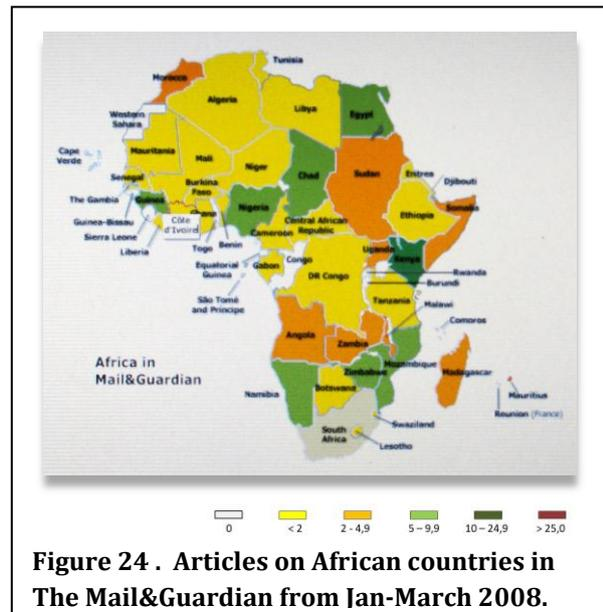 Tunisia
Morocco
Algeria
Libya
Egypt
Western
Sahara
Cape
Verde
Mauritania
Mali
Niger
Chad
Sudan
Eritrea
Djibouti
Senegal
The Gambia
Guinea
Burkina
Faso
Nigeria
Somalia
Ethiopia
Guinea-Bissau
Sierra Leone
Liberia
Côte
d'Ivoire
Ghana
Togo
Benin
Cameroon
Central African
Republic
Equatorial
Guinea
Gabon
Congo
Uganda
Kenya
São Tomé
and Principe
DR Congo
Rwanda
Burundi
Tanzania
Malawi
Comoros
Angola
Zambia
Mozambique
Madagascar
Africa in
Mail&Guardian
Namibia
Zimbabwe
Botswana
Mauritius
Reunion (France)
South
Africa
Swaziland
Lesotho
0 < 2 2 - 4,9 5 – 9,9 10 – 24,9 > 25,0
Figure 24 . Articles on African countries in
The Mail&Guardian from Jan-March 2008.